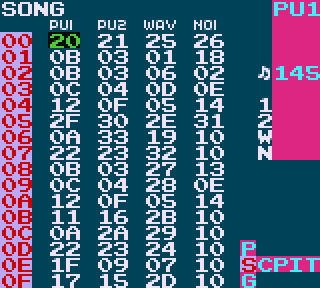 SONG PU1
PU1 PU2 WAV NOI
00 20 21 25 26
01 0B 03 01 18
02 0B 03 06 02 ♫145
03 0C 04 0D 0E
04 12 0F 05 14 1
05 2F 30 2E 31 2
06 0A 33 19 10 W
07 22 23 32 10 N
08 0B 03 27 13
09 0C 04 28 0E
0A 12 0F 05 14
0B 11 16 2B 10
0C 0A 2A 29 10
0D 22 23 24 10 P
0E 1F 09 07 10 SCPIT
0F 17 15 2D 10 G